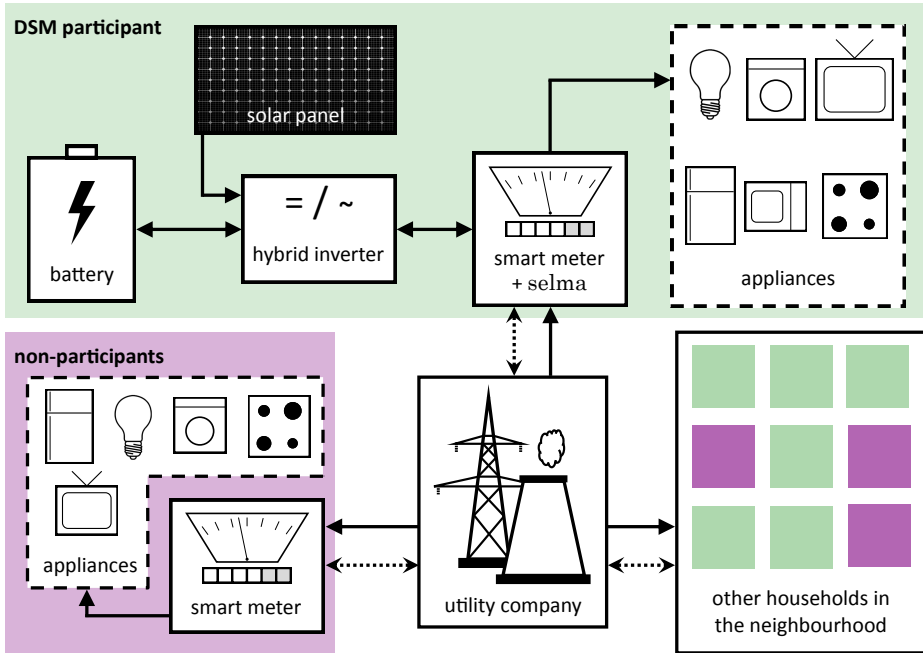 DSM participant
solar panel
= / ~
hybrid inverter
battery
smart meter
+ selma
appliances
non-participants
appliances
smart meter
utility company
other households in
the neighbourhood